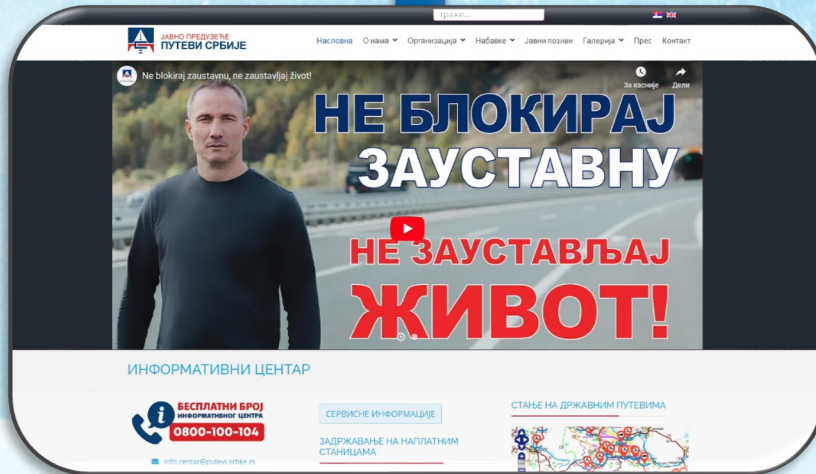 Тражи...
ЈАВНО ПРЕДУЗЕЋЕ
ПУТЕВИ СРБИЈЕ
Насловна О нама Организација Набавке Јавни позиви Галерија Прес Контакт
Ne blokiraj zaustavnu, ne zaustavljaj život!
За касније Дели
НЕ БЛОКИРАЈ
ЗАУСТАВНУ
НЕ ЗАУСТАВЉАЈ
ЖИВОТ!
ИНФОРМАТИВНИ ЦЕНТАР
БЕСПЛАТНИ БРОЈ
ИНФОРМАТИВНОГ ЦЕНТРА
0800-100-104
info.centar@putevi-srbije.rs
СЕРВИСНЕ ИНФОРМАЦИЈЕ
ЗАДРЖАВАЊЕ НА НАПЛАТНИМ
СТАНИЦАМА
СТАЊЕ НА ДРЖАВНИМ ПУТЕВИМА